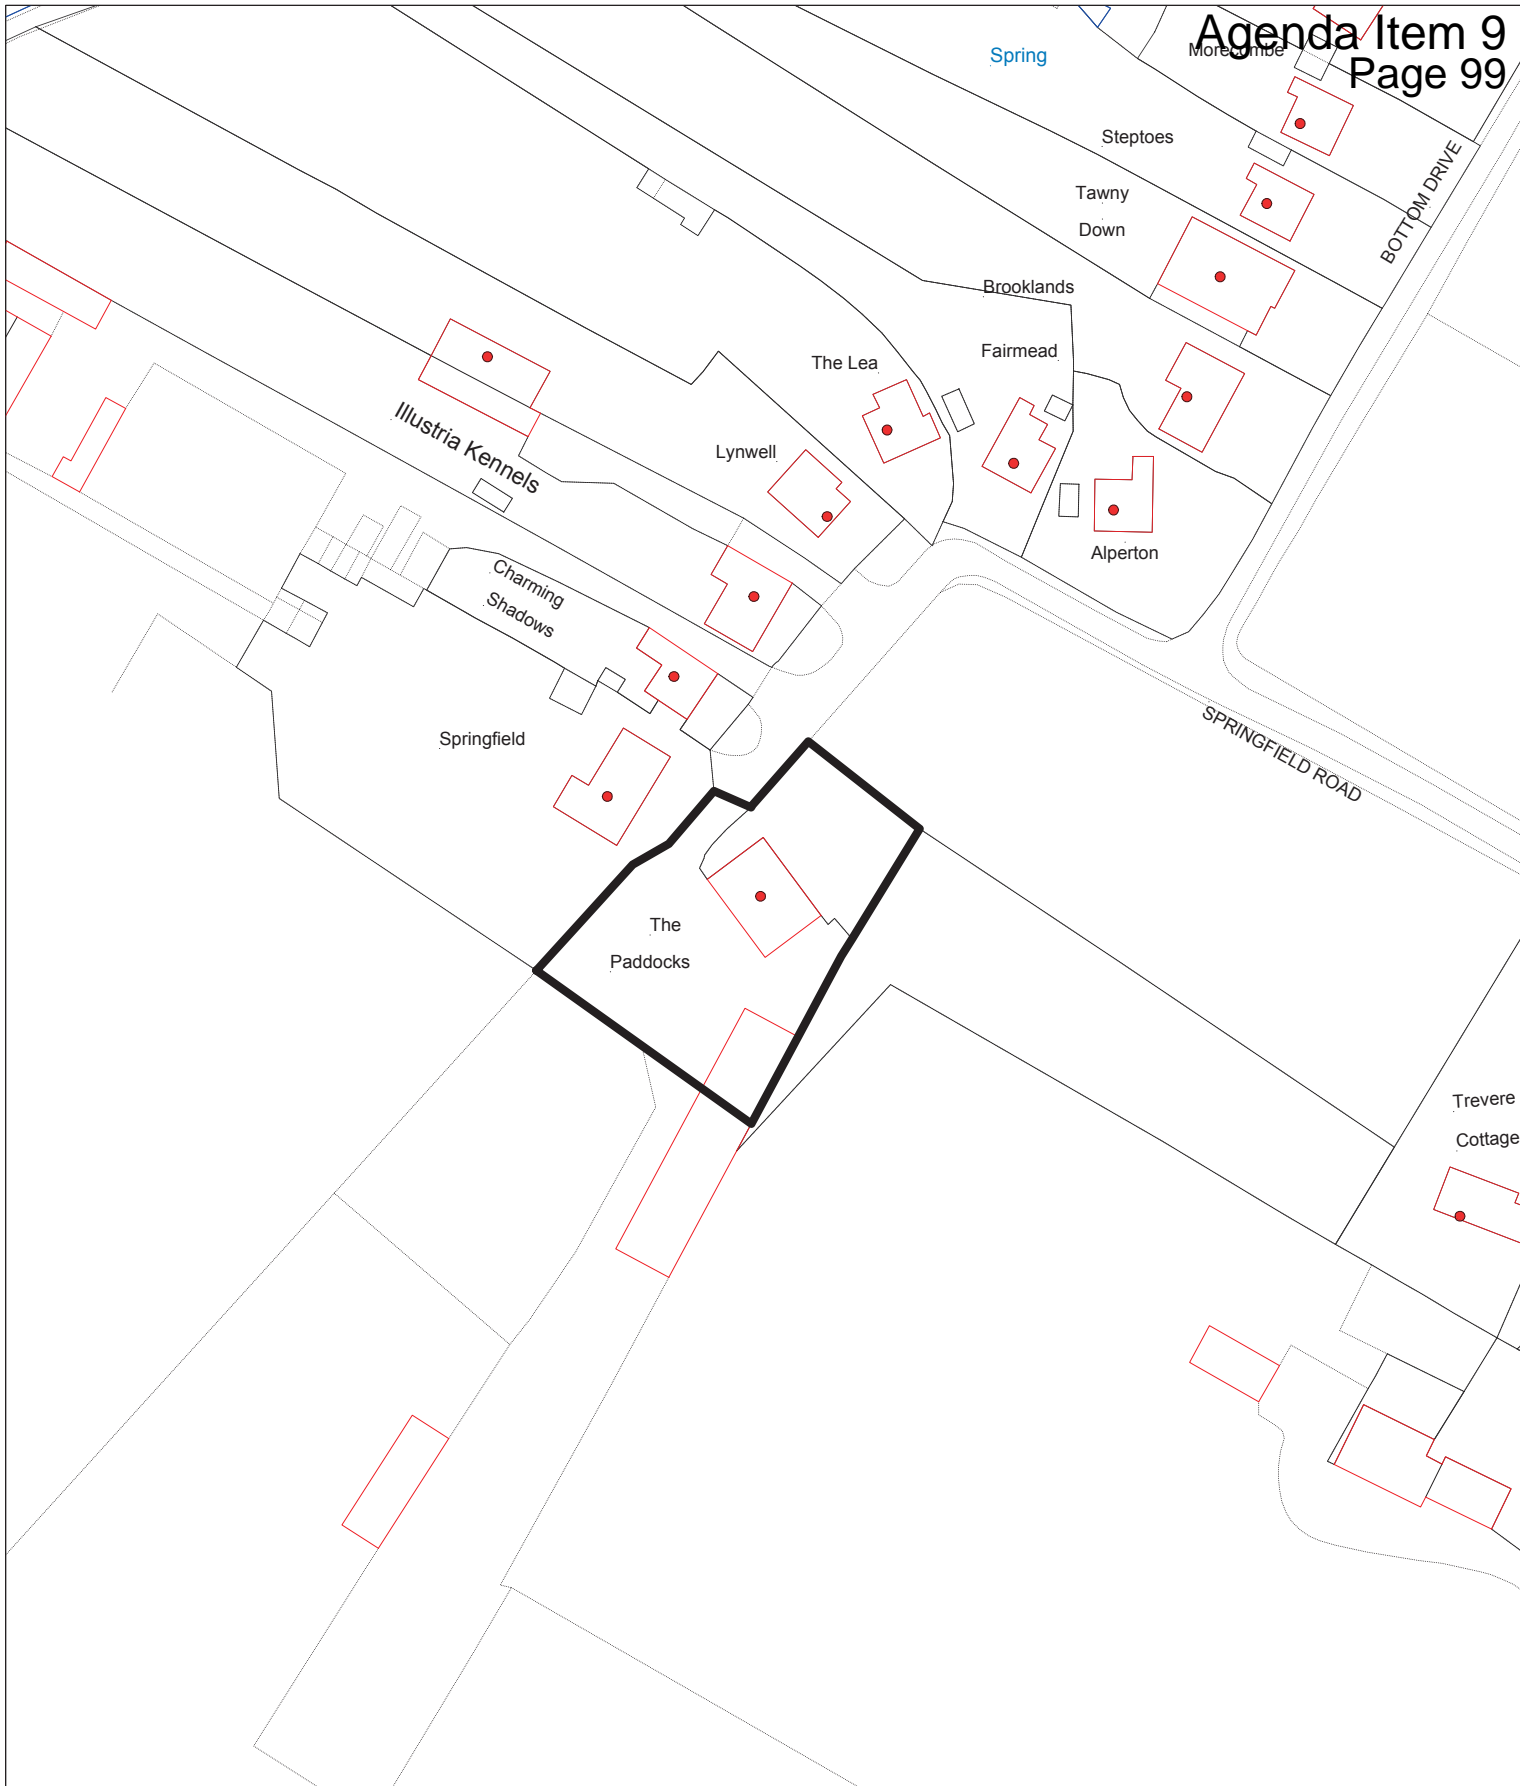 Agenda Item 9
Page 99
Morecombe
Spring
Steptoes
Tawny
Down
BOTTOM DRIVE
Brooklands
Fairmead
The Lea
Illustria Kennels
Lynwell
Alperton
Charming
Shadows
Springfield
SPRINGFIELD ROAD
The
Paddocks
Trevere
Cottage